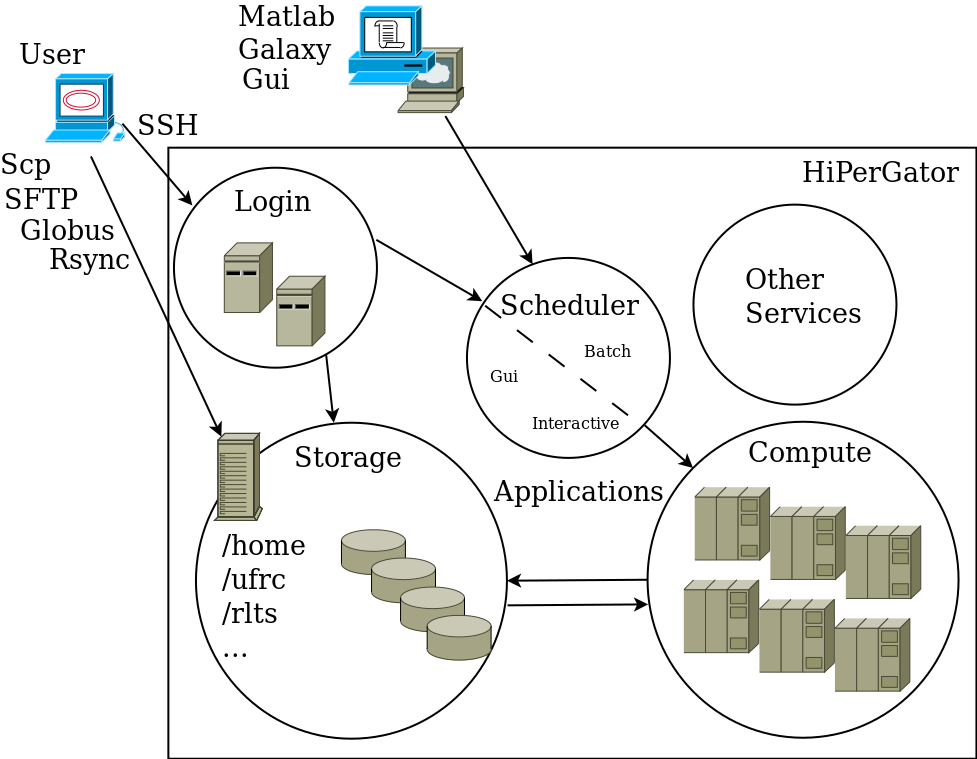 Matlab
Galaxy
Gui
User
SSH
Scp
SFTP
Globus
Rsync
HiPerGator
Login
Scheduler
Batch
Gui
Interactive
Other
Services
Storage
/home
/ufrc
/rlts
...
Applications
Compute